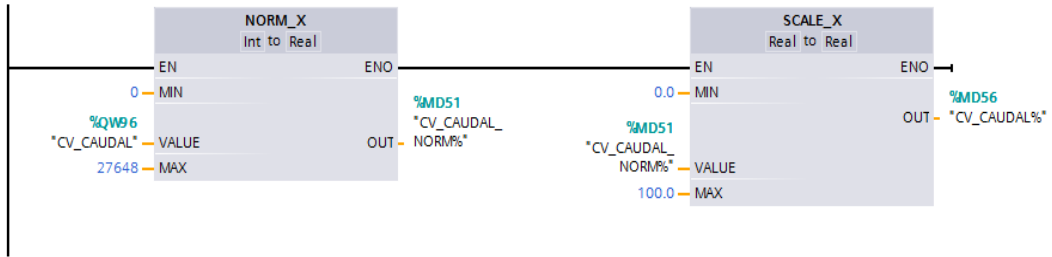 NORM_X
Int to Real
EN
ENO
0
MIN
%QW96
"CV_CAUDAL"
VALUE
27648
MAX
%MD51
"CV_CAUDAL_
NORM%"
OUT
SCALE_X
Real to Real
EN
ENO
0.0
MIN
%MD51
"CV_CAUDAL_
NORM%"
VALUE
100.0
MAX
%MD56
OUT
"CV_CAUDAL%"